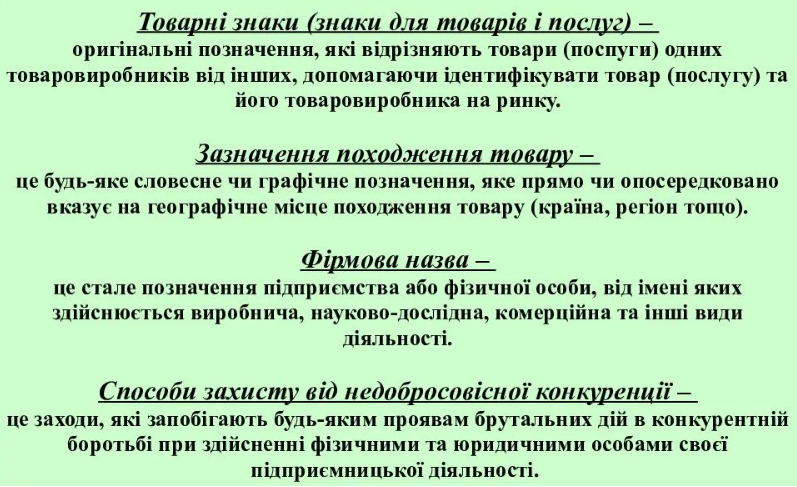 Товарні знаки (знаки для товарів і послуг) –
оригінальні позначення, які відрізняють товари (поспуги) одних
товаровиробників від інших, допомагаючи ідентифікувати товар (послугу) та
його товаровиробника на ринку.
Зазначення походження товару –
це будь-яке словесне чи графічне позначення, яке прямо чи опосередковано
вказує на географічне місце походження товару (країна, регіон тощо).
Фірмова назва –
це стале позначення підприємства або фізичної особи, від імені яких
здійснюється виробнича, науково-дослідна, комерційна та інші види
діяльності.
Способи захисту від недобросовісної конкуренції –
це заходи, які запобігають будь-яким проявам брутальних дій в конкурентній
боротьбі при здійсненні фізичними та юридичними особами своєї
підприємницької діяльності.